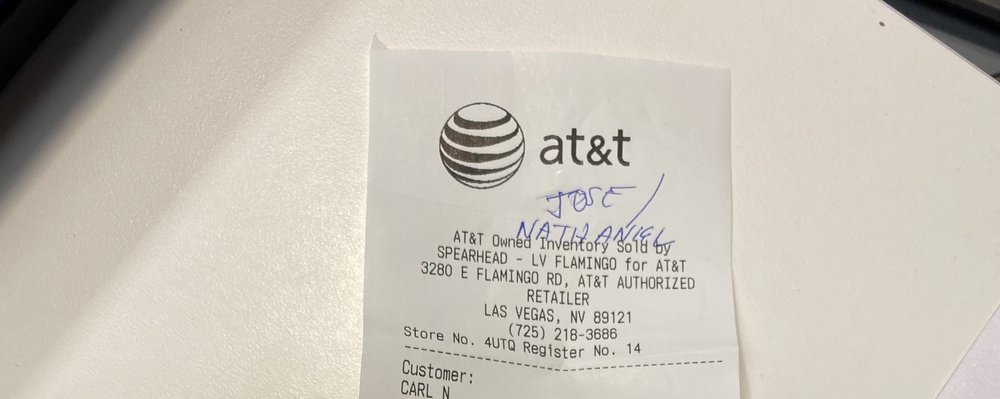 at&t
JOSE /
NATHANIEL
AT&T Owned Inventory Sold by
SPEARHEAD - LV FLAMINGO for AT&T
3280 E FLAMINGO RD, AT&T AUTHORIZED
RETAILER
LAS VEGAS, NV 89121
(725) 218-3686
Store No. 4UTQ Register No. 14
Customer:
CARL N